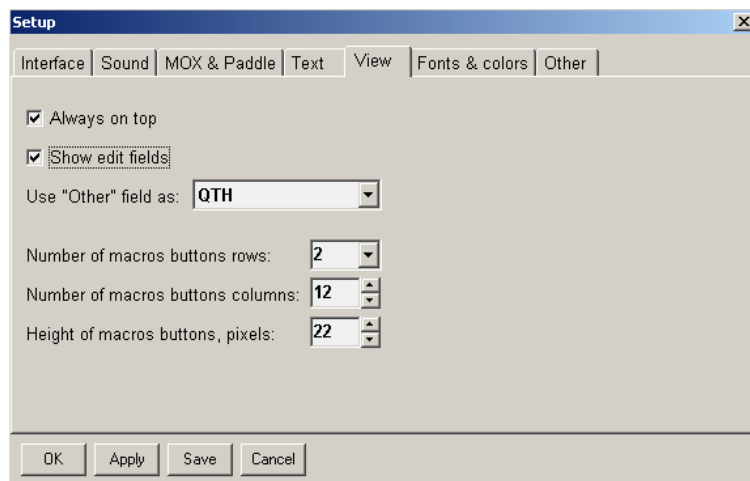 Setup
Interface Sound MOX & Paddle Text View Fonts & colors Other
Always on top
Show edit fields
Use "Other" field as: QTH
Number of macros buttons rows: 2
Number of macros buttons columns: 12
Height of macros buttons, pixels: 22
OK Apply Save Cancel